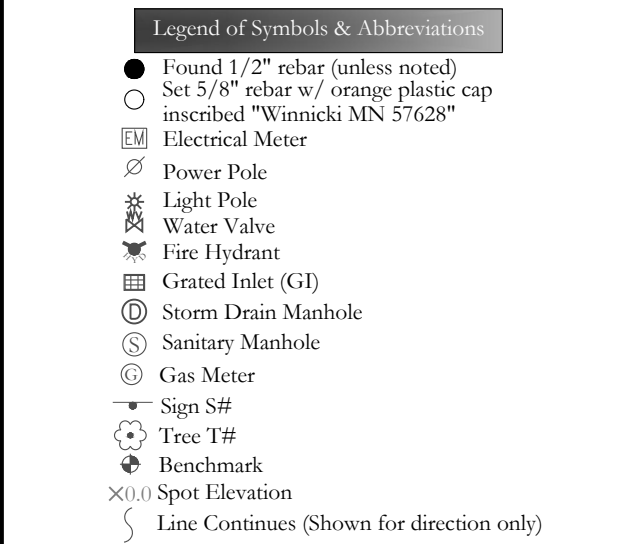 Legend of Symbols & Abbreviations
Found 1/2" rebar (unless noted)
Set 5/8" rebar w/ orange plastic cap
inscribed "Winnicki MN 57628"
EM Electrical Meter
Power Pole
Light Pole
WV Water Valve
Fire Hydrant
Grated Inlet (GI)
D Storm Drain Manhole
S Sanitary Manhole
G Gas Meter
Sign S#
Tree T#
Benchmark
×0.0 Spot Elevation
Line Continues (Shown for direction only)